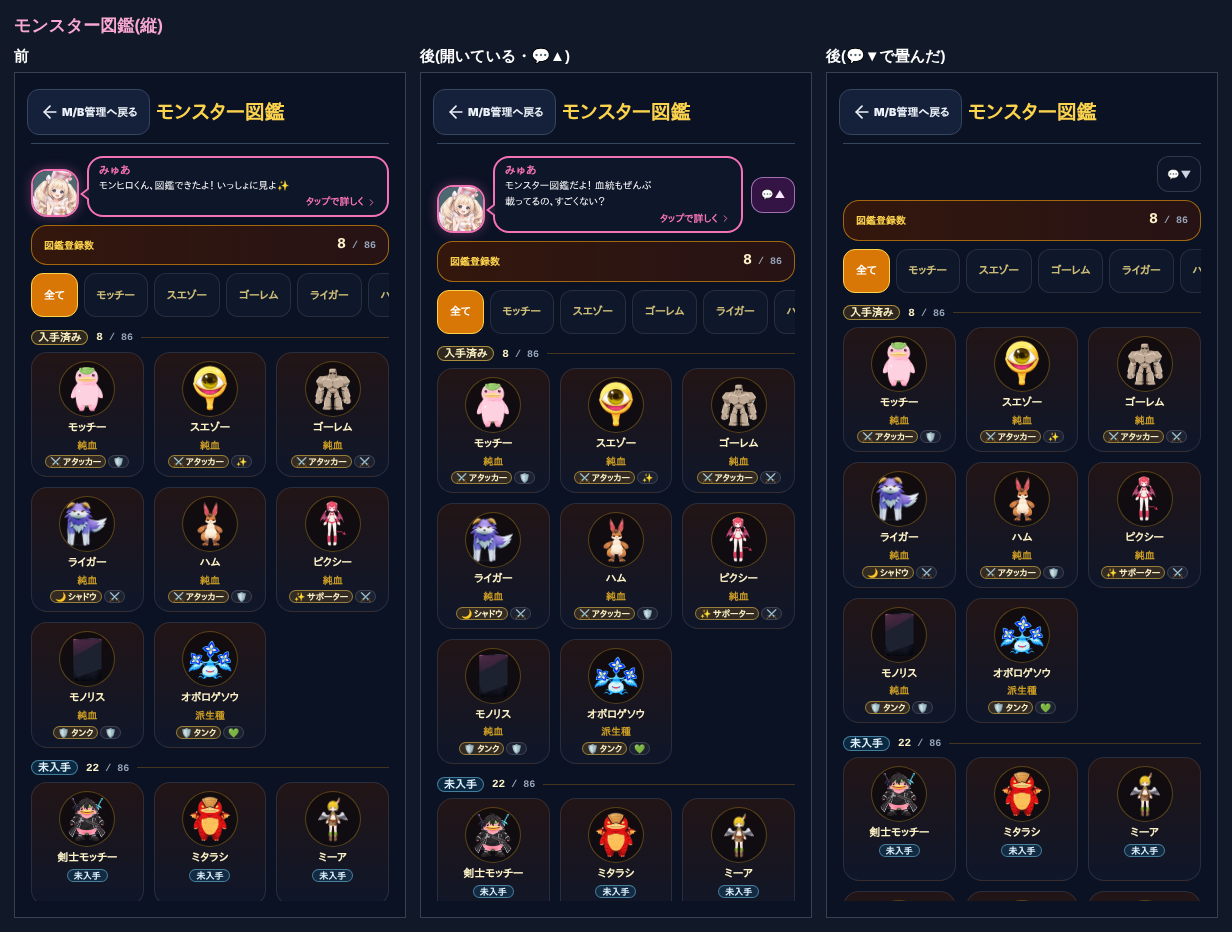 モンスター図鑑(縦)
前
← M/B管理へ戻る モンスター図鑑
みゅあ
モンヒロくん、図鑑できたよ！いっしょに見よ✨
タップで詳しく 〉
図鑑登録数 8 / 86
全て モッチー スエゾー ゴーレム ライガー ハ
入手済み 8 / 86
モッチー スエゾー ゴーレム
純血 純血 純血
⚔️ アタッカー 🛡️ ⚔️ アタッカー ✨ ⚔️ アタッカー ⚔️
ライガー ハム ピクシー
純血 純血 純血
🌙 シャドウ ⚔️ ⚔️ アタッカー 🛡️ ✨ サポーター ⚔️
モノリス オボロゲソウ
純血 派生種
🛡️ タンク 🛡️ 🛡️ タンク 💚
未入手 22 / 86
剣士モッチー ミタラシ ミーア
未入手 未入手 未入手
後(開いている・💬▲)
← M/B管理へ戻る モンスター図鑑
みゅあ
モンスター図鑑だよ！血統もぜんぶ
載ってるの、すごくない？
タップで詳しく 〉
💬▲
図鑑登録数 8 / 86
全て モッチー スエゾー ゴーレム ライガー ハ
入手済み 8 / 86
モッチー スエゾー ゴーレム
純血 純血 純血
⚔️ アタッカー 🛡️ ⚔️ アタッカー ✨ ⚔️ アタッカー ⚔️
ライガー ハム ピクシー
純血 純血 純血
🌙 シャドウ ⚔️ ⚔️ アタッカー 🛡️ ✨ サポーター ⚔️
モノリス オボロゲソウ
純血 派生種
🛡️ タンク 🛡️ 🛡️ タンク 💚
未入手 22 / 86
剣士モッチー ミタラシ ミーア
未入手 未入手 未入手
後(💬▼で畳んだ)
← M/B管理へ戻る モンスター図鑑
💬▼
図鑑登録数 8 / 86
全て モッチー スエゾー ゴーレム ライガー ハ
入手済み 8 / 86
モッチー スエゾー ゴーレム
純血 純血 純血
⚔️ アタッカー 🛡️ ⚔️ アタッカー ✨ ⚔️ アタッカー ⚔️
ライガー ハム ピクシー
純血 純血 純血
🌙 シャドウ ⚔️ ⚔️ アタッカー 🛡️ ✨ サポーター ⚔️
モノリス オボロゲソウ
純血 派生種
🛡️ タンク 🛡️ 🛡️ タンク 💚
未入手 22 / 86
剣士モッチー ミタラシ ミーア
未入手 未入手 未入手